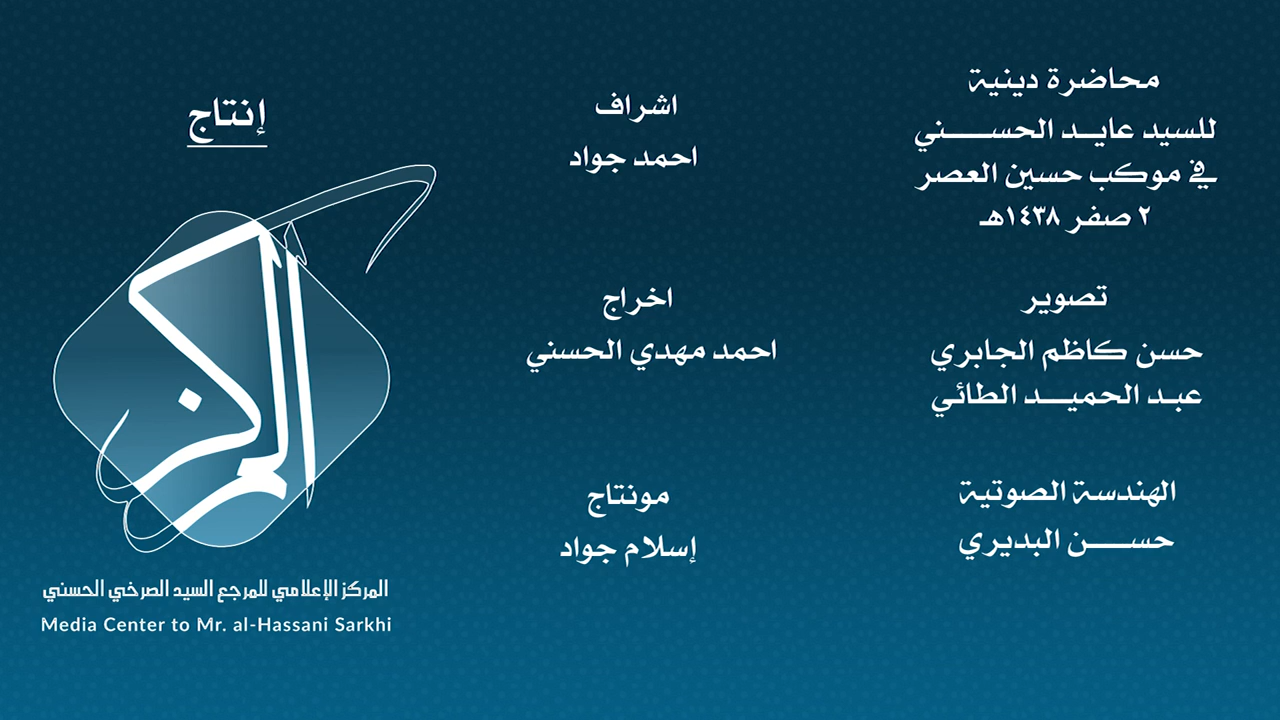 محاضرة دينية
للسيد عايد الحسني
في موكب حسين العصر
٢ صفر ١٤٣٨هـ
تصوير
حسن كاظم الجابري
عبد الحميد الطائي
الهندسة الصوتية
حسن البديري
اشراف
احمد جواد
اخراج
احمد مهدي الحسني
مونتاج
إسلام جواد
إنتاج
المركز
المركز الإعلامي للمرجع السيد الصرخي الحسني
Media Center to Mr. al-Hassani Sarkhi